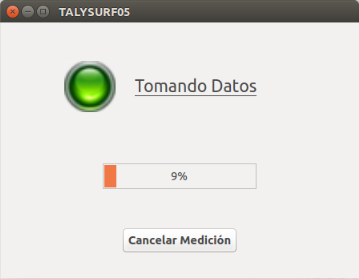 TALYSURF05
Tomando Datos
9%
Cancelar Medición